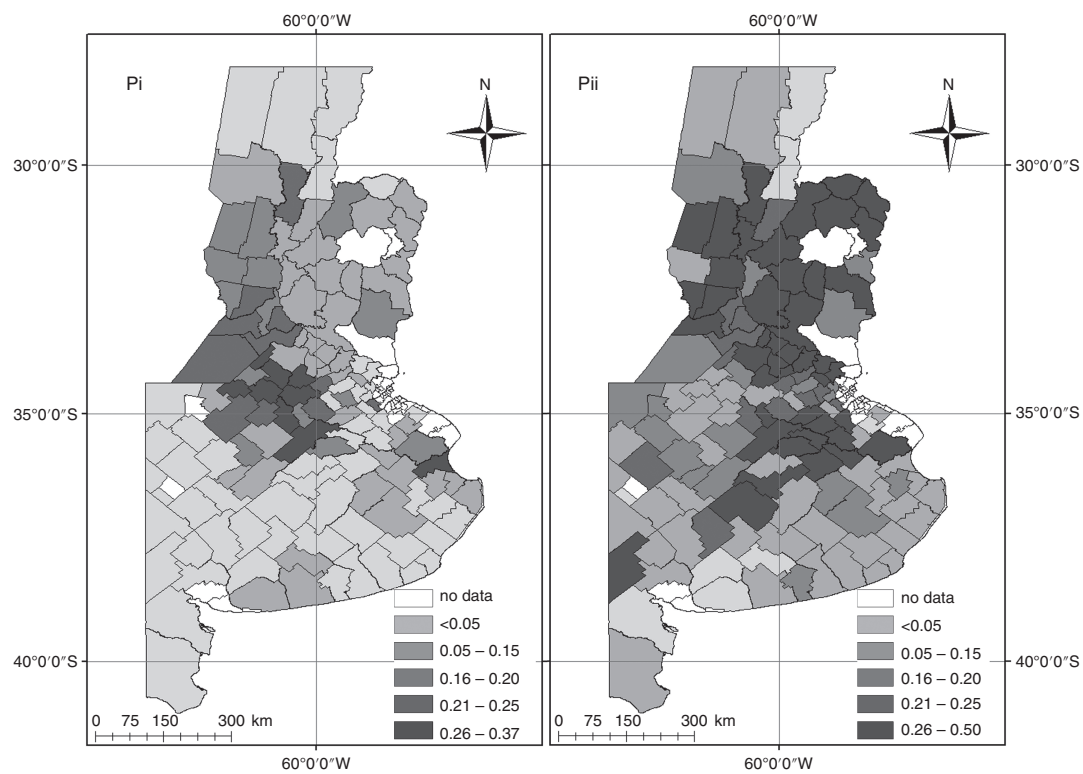 60°0′0″W
60°0′0″W
Pi
N
Pii
N
30°0′0″S
30°0′0″S
35°0′0″S
35°0′0″S
40°0′0″S
40°0′0″S
no data
<0.05
0.05 – 0.15
0.16 – 0.20
0.21 – 0.25
0.26 – 0.37
0 75 150 300 km
no data
<0.05
0.05 – 0.15
0.16 – 0.20
0.21 – 0.25
0.26 – 0.50
0 75 150 300 km
60°0′0″W
60°0′0″W